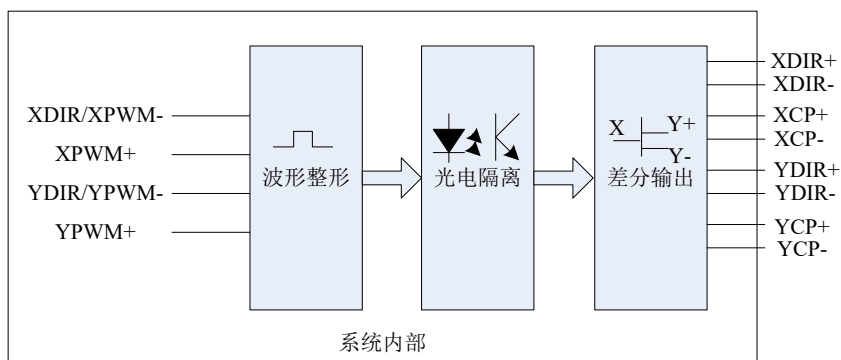 XDIR/XPWM-
XPWM+
YDIR/YPWM-
YPWM+
波形整形
光电隔离
X
Y+
Y-
差分输出
XDIR+
XDIR-
XCP+
XCP-
YDIR+
YDIR-
YCP+
YCP-
系统内部